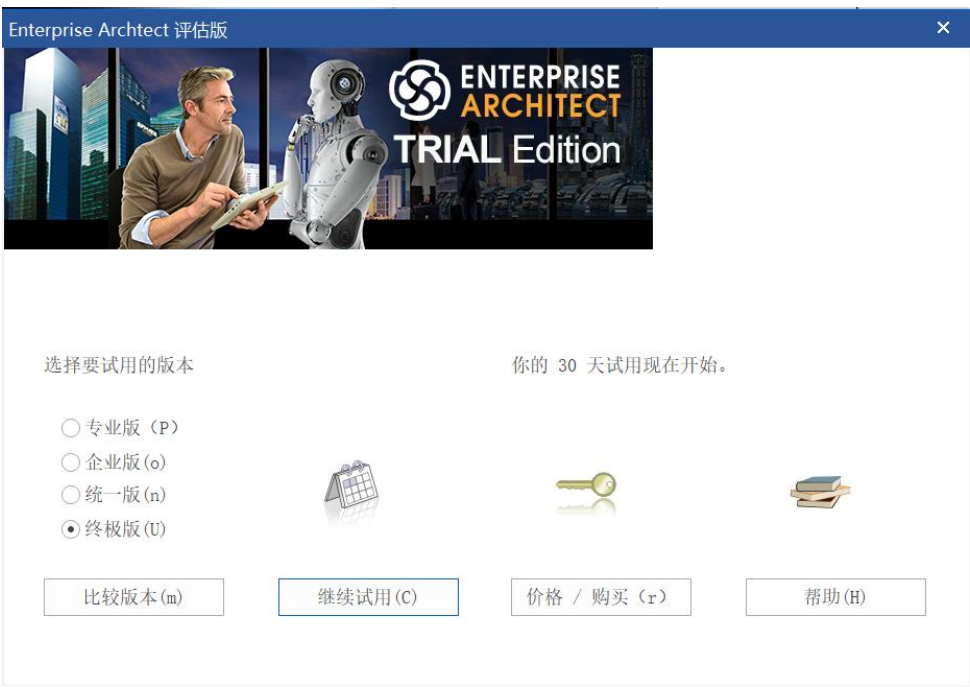 Enterprise Archtect 评估版
ENTERPRISE
ARCHITECT
TRIAL Edition
选择要试用的版本
你的 30 天试用现在开始。
专业版（P）
企业版(o)
统一版(n)
终极版(U)
比较版本(m)
继续试用(C)
价格 / 购买（r）
帮助(H)